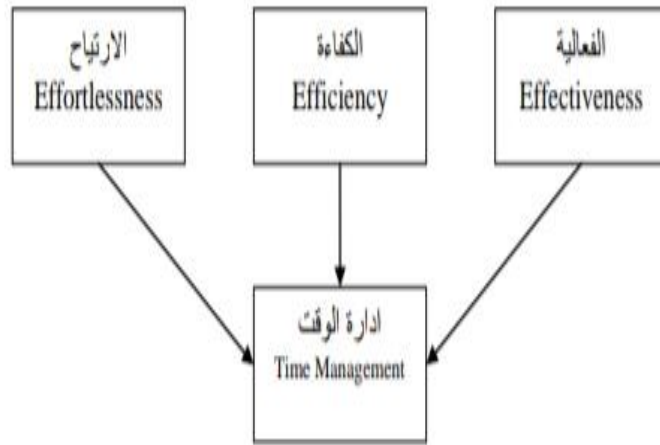 الارتياح
Effortlessness
الكفاءة
Efficiency
الفعالية
Effectiveness
ادارة الوقت
Time Management